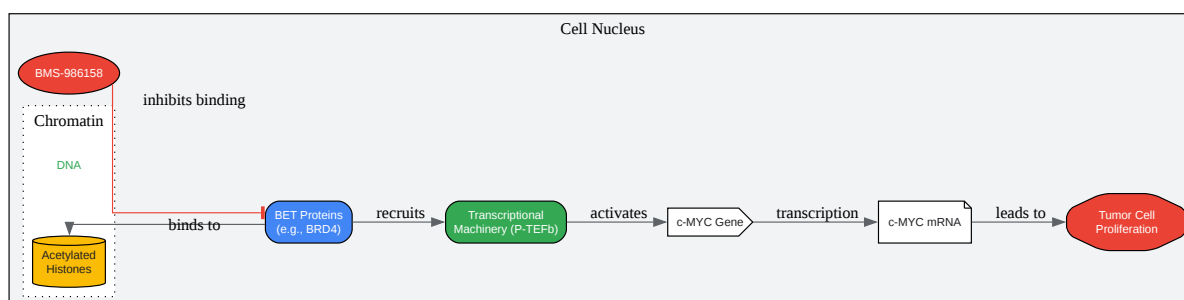 Cell Nucleus
BMS-986158
inhibits binding
Chromatin
DNA
binds to
Acetylated
Histones
BET Proteins
(e.g., BRD4)
recruits
Transcriptional
Machinery (P-TEFb)
activates
c-MYC Gene
transcription
c-MYC mRNA
leads to
Tumor Cell
Proliferation